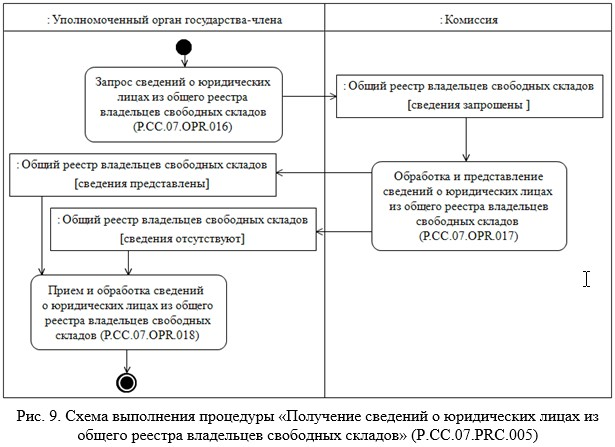 : Уполномоченный орган государства-члена
: Комиссия
Запрос сведений о юридических
лицах из общего реестра
владельцев свободных складов
(P.CC.07.OPR.016)
: Общий реестр владельцев свободных складов
[сведения запрошены ]
: Общий реестр владельцев свободных складов
[сведения представлены]
Обработка и представление
сведений о юридических лицах
из общего реестра владельцев
свободных складов
(P.CC.07.OPR.017)
: Общий реестр владельцев свободных складов
[сведения отсутствуют]
Прием и обработка сведений
о юридических лицах из общего
реестра владельцев свободных
складов (P.CC.07.OPR.018)
Рис. 9. Схема выполнения процедуры «Получение сведений о юридических лицах из
общего реестра владельцев свободных складов» (P.CC.07.PRC.005)